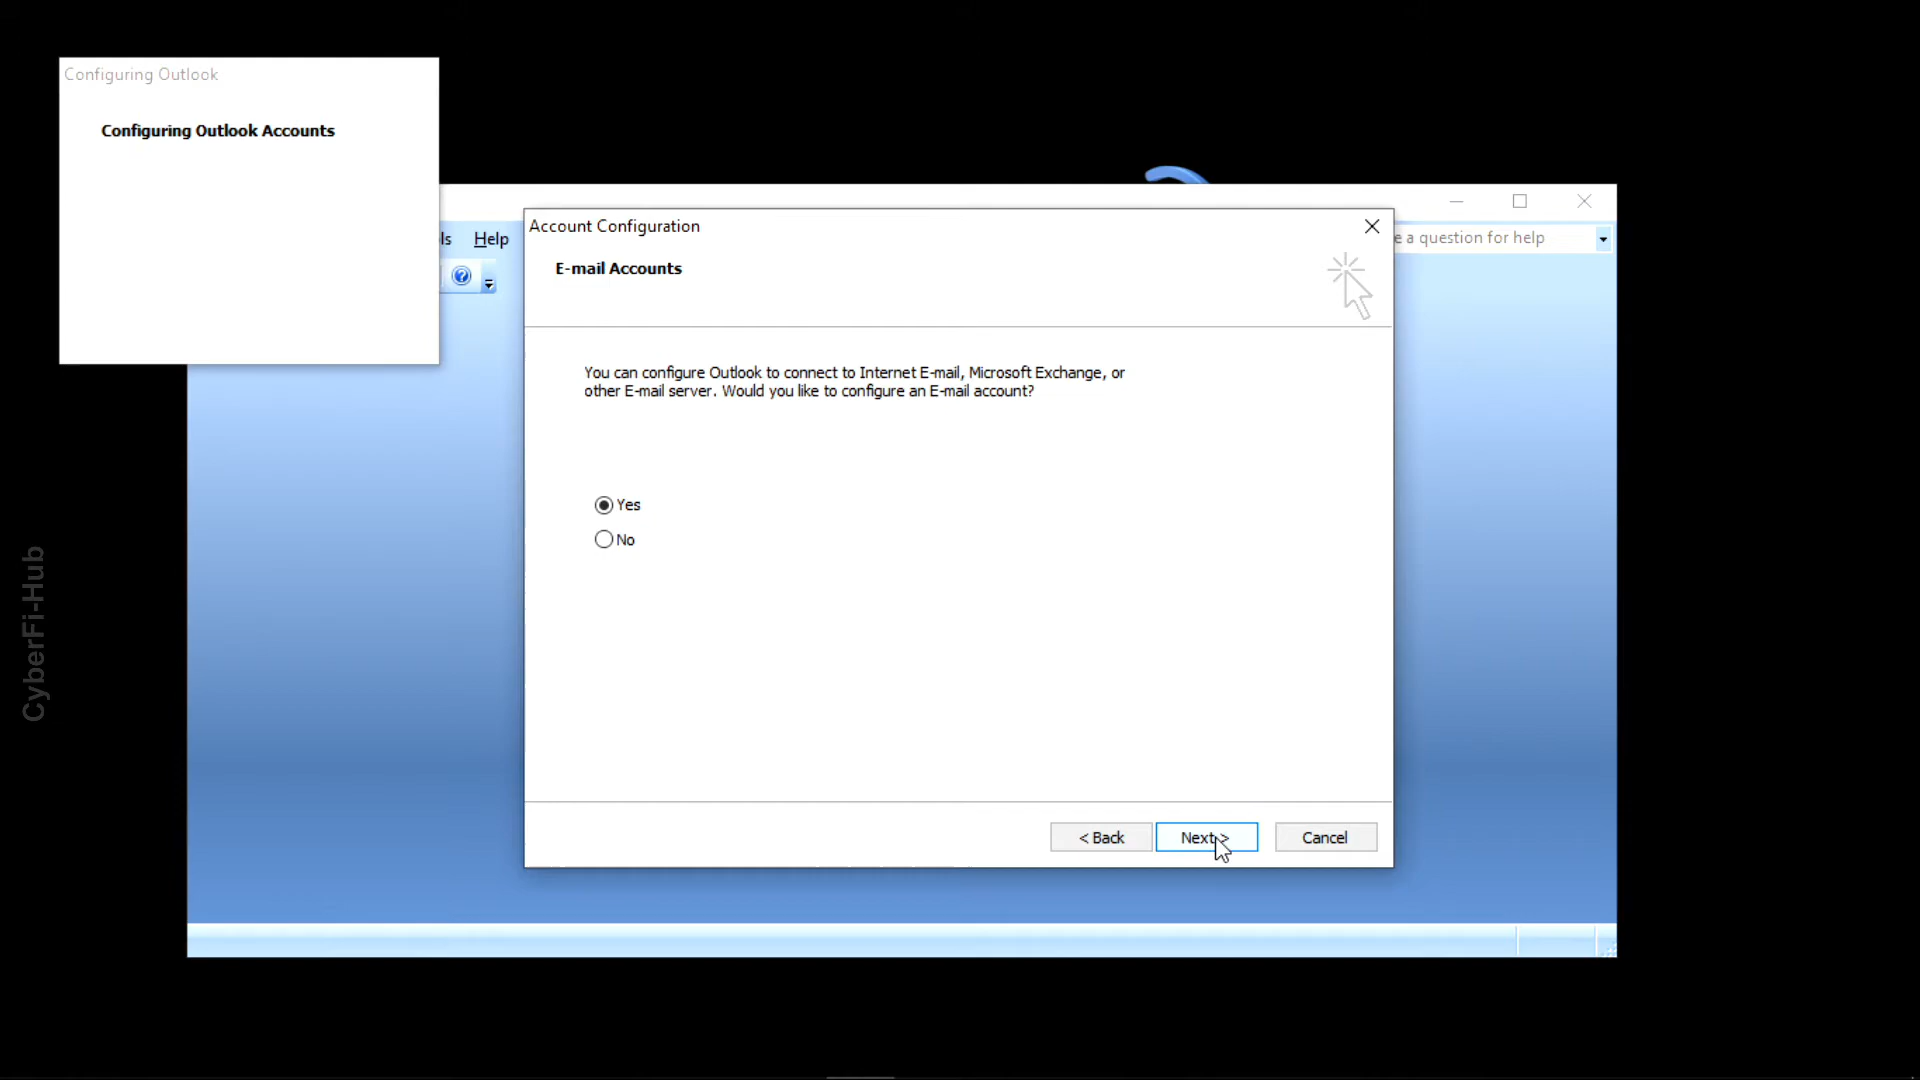 Configuring Outlook
Configuring Outlook Accounts
ls Help
e a question for help
Account Configuration
E-mail Accounts
You can configure Outlook to connect to Internet E-mail, Microsoft Exchange, or
other E-mail server. Would you like to configure an E-mail account?
Yes
No
< Back
Next >
Cancel
CyberFi-Hub